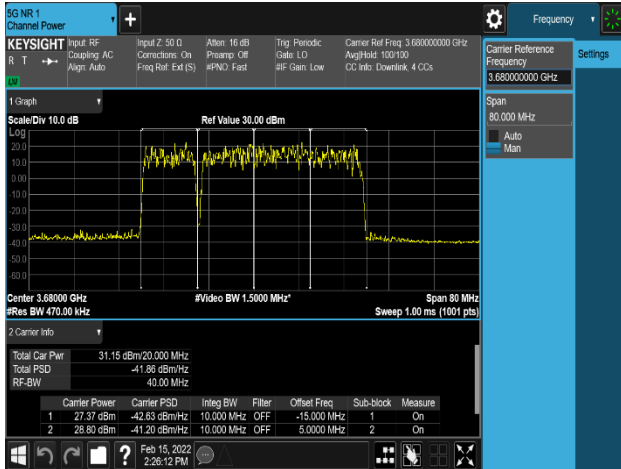 5G NR 1
Channel Power
Frequency
KEYSIGHT
R T
LXI
Input: RF
Coupling: AC
Align: Auto
Input Z: 50 Ω
Corrections: On
Freq Ref: Ext (S)
Atten: 16 dB
Preamp: Off
#PNO: Fast
Trig: Periodic
Gate: LO
#IF Gain: Low
Carrier Ref Freq: 3.680000000 GHz
Avg|Hold: 100/100
CC Info: Downlink, 4 CCs
Carrier Reference
Frequency
3.680000000 GHz
Settings
Span
80.000 MHz
Auto
Man
1 Graph
Scale/Div 10.0 dB
Ref Value 30.00 dBm
Log
20.0
10.0
0.00
-10.0
-20.0
-30.0
-40.0
-50.0
-60.0
Center 3.68000 GHz
#Video BW 1.5000 MHz*
Span 80 MHz
#Res BW 470.00 kHz
Sweep 1.00 ms (1001 pts)
2 Carrier Info
Total Car Pwr 31.15 dBm/20.000 MHz
Total PSD -41.86 dBm/Hz
RF-BW 40.00 MHz
Carrier Power Carrier PSD Integ BW Filter Offset Freq Sub-block Measure
1 27.37 dBm -42.63 dBm/Hz 10.000 MHz OFF -15.000 MHz 1 On
2 28.80 dBm -41.20 dBm/Hz 10.000 MHz OFF 5.0000 MHz 2 On
Feb 15, 2022
2:26:12 PM